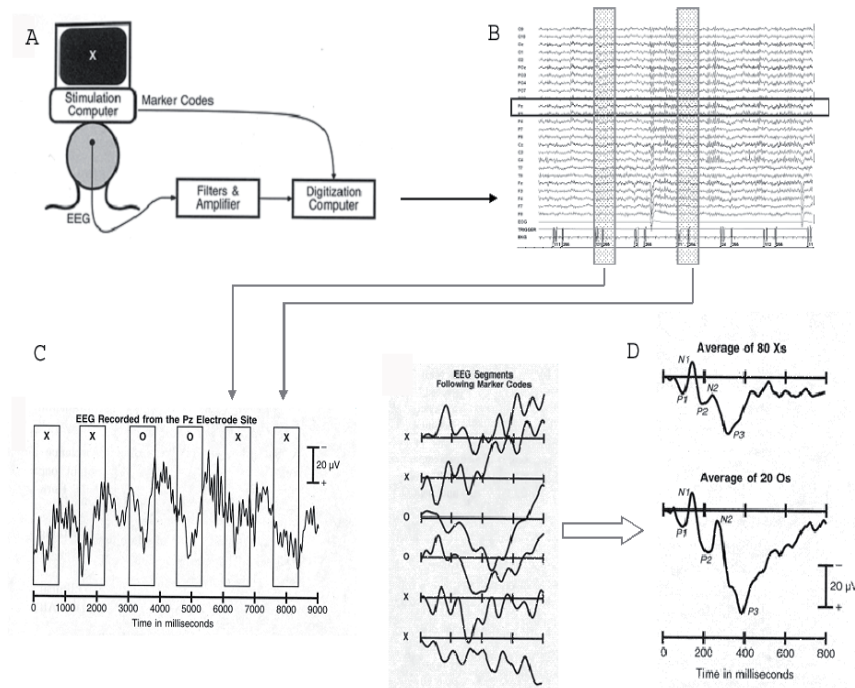 A
X
Stimulation
Computer
Marker Codes
EEG
Filters &
Amplifier
Digitization
Computer
B
TRIGGER
C
EEG Recorded from the Pz Electrode Site
X X O O X X
−
20 µV
+
0 1000 2000 3000 4000 5000 6000 7000 8000 9000
Time in milliseconds
EEG Segments
Following Marker Codes
X
X
O
O
X
X
D
Average of 80 Xs
N1
N2
P1
P2
P3
Average of 20 Os
N1
N2
P1
P2
P3
−
20 µV
+
0 200 400 600 800
Time in milliseconds